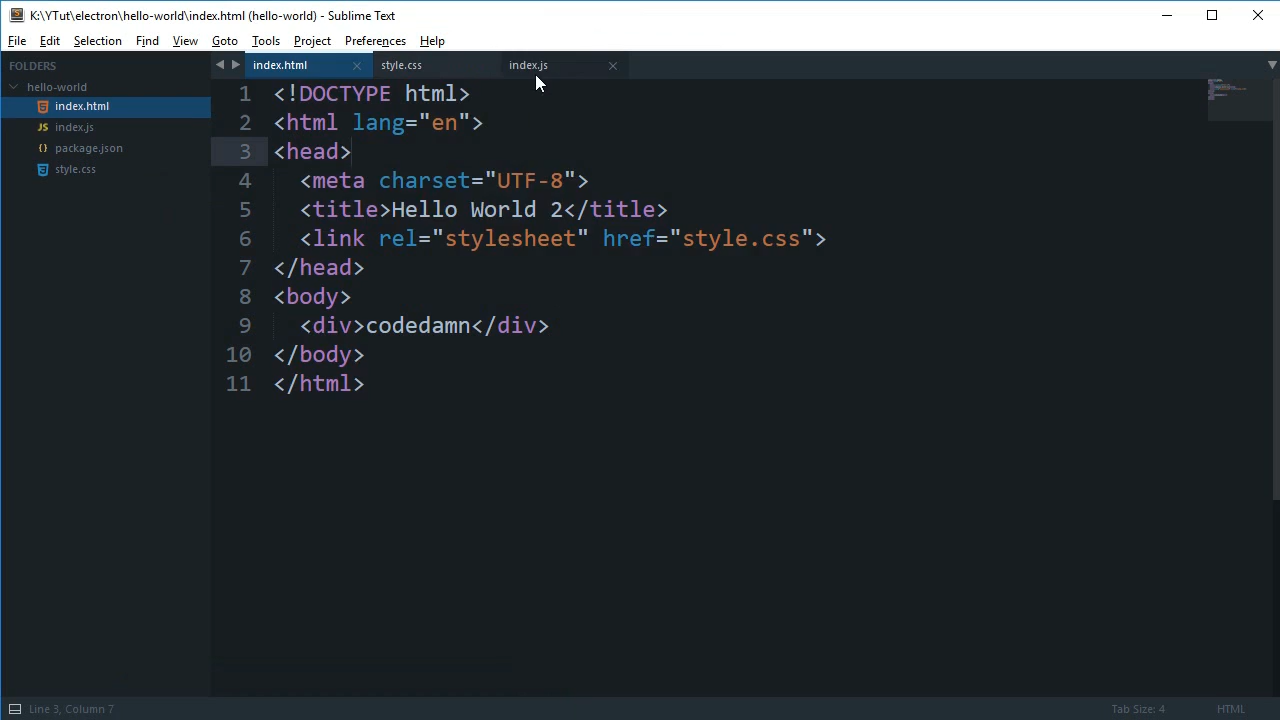 K:\YTut\electron\hello-world\index.html (hello-world) - Sublime Text
File Edit Selection Find View Goto Tools Project Preferences Help
FOLDERS
hello-world
index.html
JS index.js
{} package.json
style.css
index.html style.css index.js
1 <!DOCTYPE html>
2 <html lang="en">
3 <head>
4 <meta charset="UTF-8">
5 <title>Hello World 2</title>
6 <link rel="stylesheet" href="style.css">
7 </head>
8 <body>
9 <div>codedamn</div>
10 </body>
11 </html>
Line 3, Column 7 Tab Size: 4 HTML